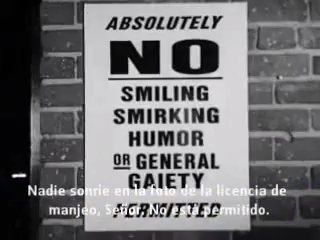 ABSOLUTELY
NO
SMILING
SMIRKING
HUMOR
OR GENERAL
GAIETY
PERMITTED
Nadie sonríe en la foto de la licencia de
manjeo, Señor. No está permitido.